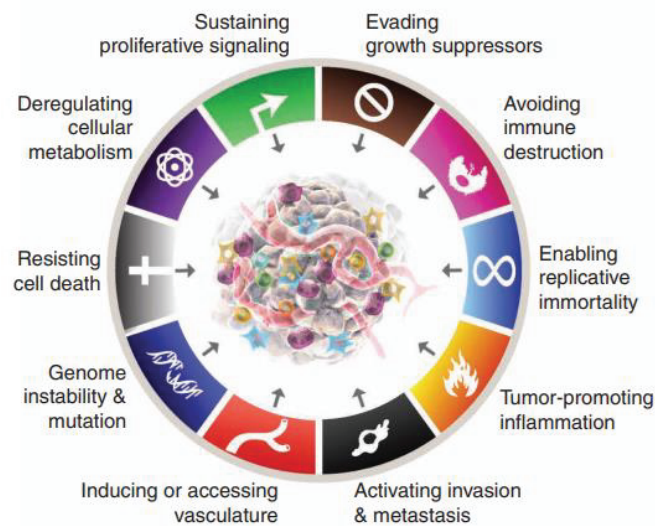 Sustaining
proliferative signaling
Evading
growth suppressors
Deregulating
cellular
metabolism
Avoiding
immune
destruction
Resisting
cell death
Enabling
replicative
immortality
Genome
instability &
mutation
Tumor-promoting
inflammation
Inducing or accessing
vasculature
Activating invasion
& metastasis